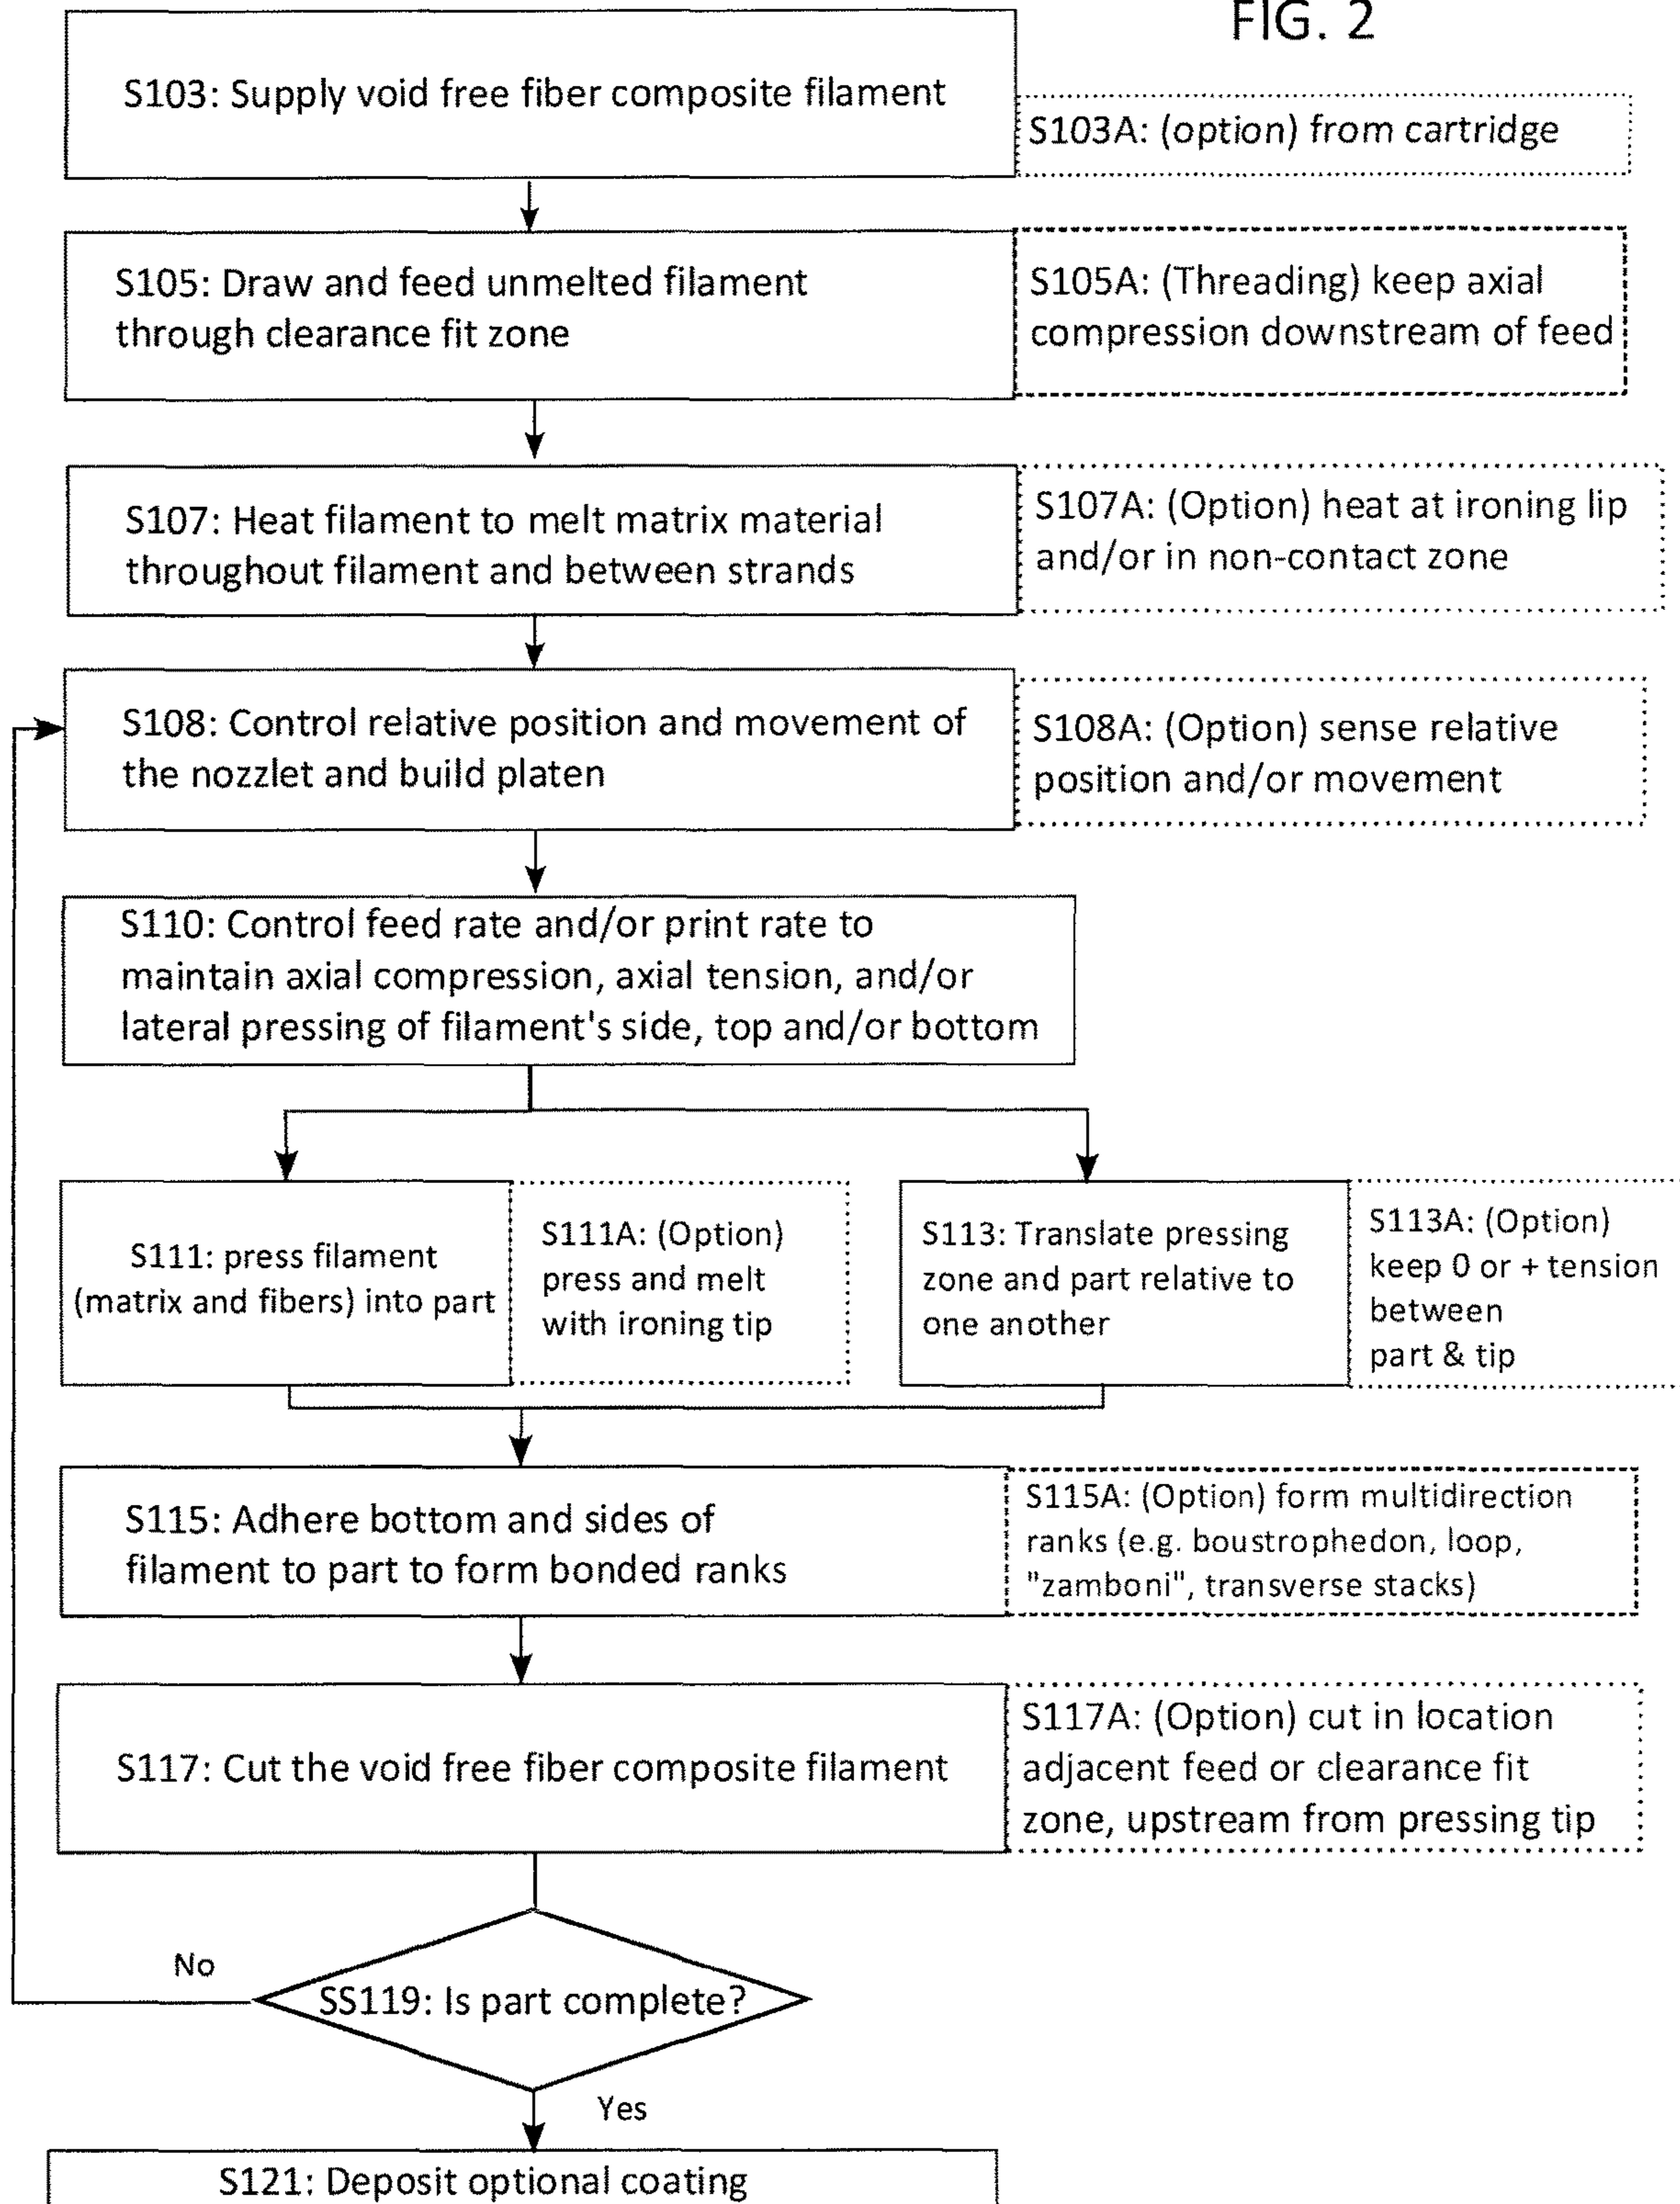 FIG. 2
S103: Supply void free fiber composite filament
S103A: (option) from cartridge
S105: Draw and feed unmelted filament
through clearance fit zone
S105A: (Threading) keep axial
compression downstream of feed
S107: Heat filament to melt matrix material
throughout filament and between strands
S107A: (Option) heat at ironing lip
and/or in non-contact zone
S108: Control relative position and movement of
the nozzlet and build platen
S108A: (Option) sense relative
position and/or movement
S110: Control feed rate and/or print rate to
maintain axial compression, axial tension, and/or
lateral pressing of filament's side, top and/or bottom
S111: press filament
(matrix and fibers) into part
S111A: (Option)
press and melt
with ironing tip
S113: Translate pressing
zone and part relative to
one another
S113A: (Option)
keep 0 or + tension
between
part & tip
S115: Adhere bottom and sides of
filament to part to form bonded ranks
S115A: (Option) form multidirection
ranks (e.g. boustrophedon, loop,
"zamboni", transverse stacks)
S117: Cut the void free fiber composite filament
S117A: (Option) cut in location
adjacent feed or clearance fit
zone, upstream from pressing tip
No
SS119: Is part complete?
Yes
S121: Deposit optional coating